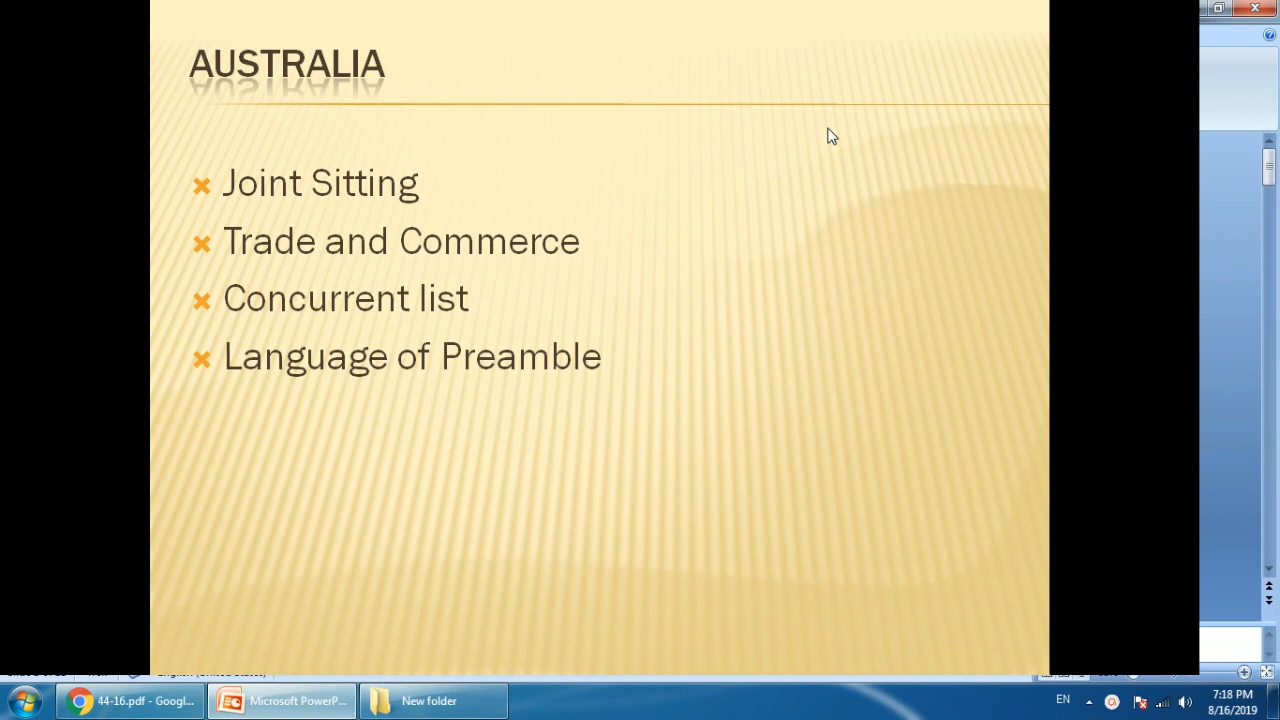 AUSTRALIA
Joint Sitting
Trade and Commerce
Concurrent list
Language of Preamble
44-16.pdf - Googl...
Microsoft PowerP...
New folder
EN
7:18 PM
8/16/2019